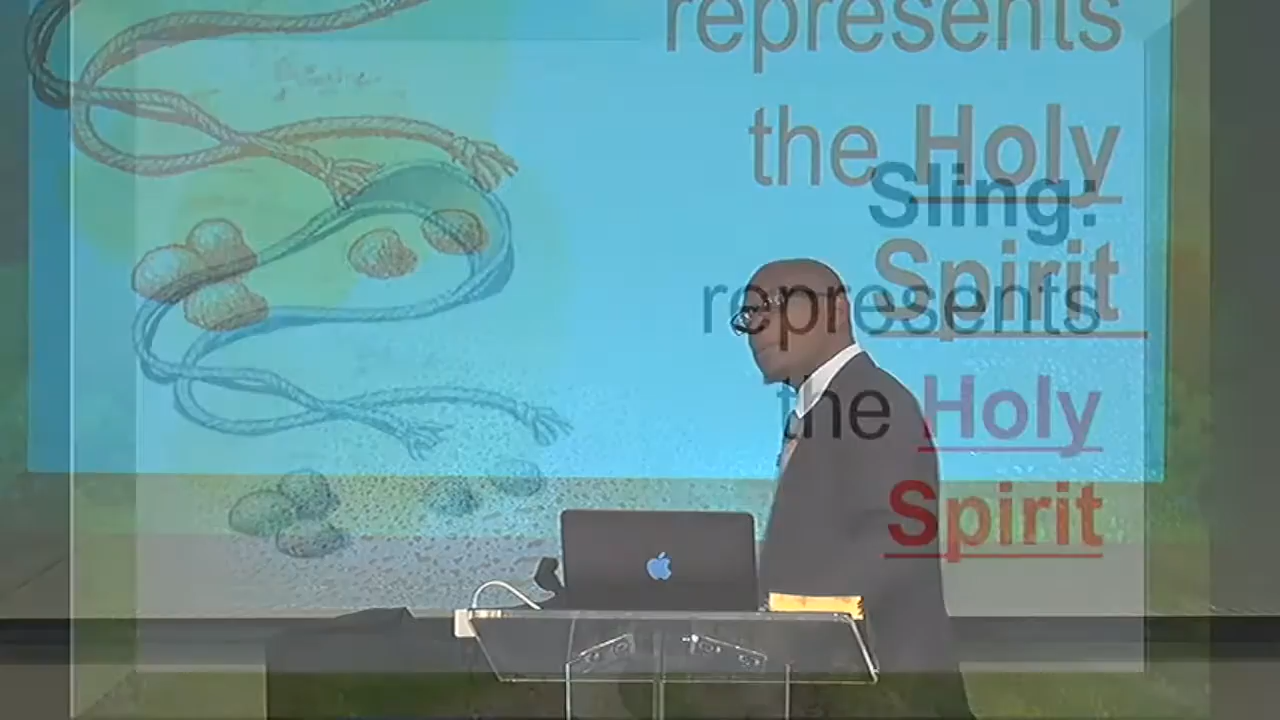 represents
the Holy
Spirit
Sling:
represents
the Holy
Spirit